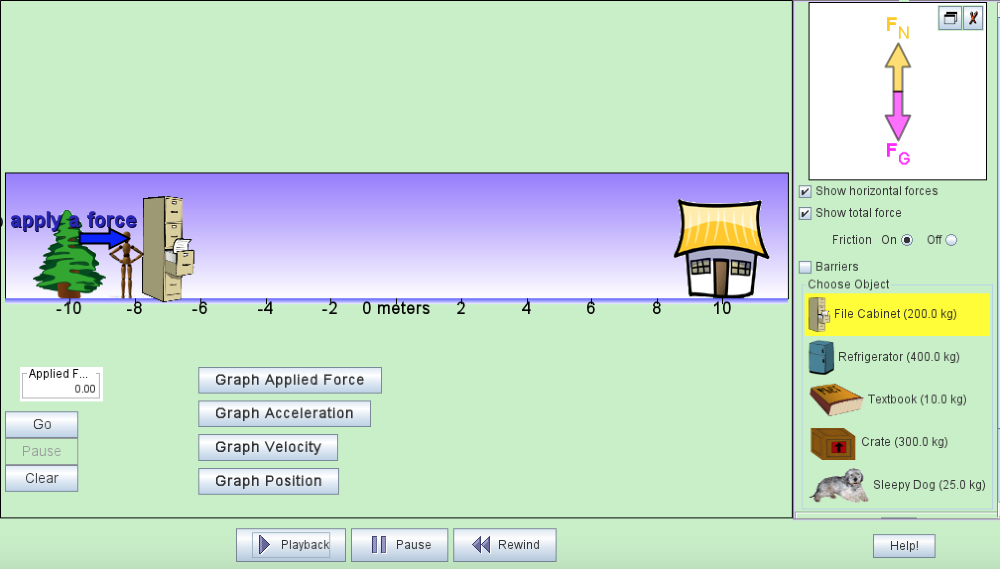 F N
F G
Show horizontal forces
Show total force
Friction On Off
Barriers
Choose Object
File Cabinet (200.0 kg)
Refrigerator (400.0 kg)
Textbook (10.0 kg)
Crate (300.0 kg)
Sleepy Dog (25.0 kg)
apply a force
-10 -8 -6 -4 -2 0 meters 2 4 6 8 10
Applied F...
0.00
Go
Pause
Clear
Graph Applied Force
Graph Acceleration
Graph Velocity
Graph Position
Playback Pause Rewind
Help!